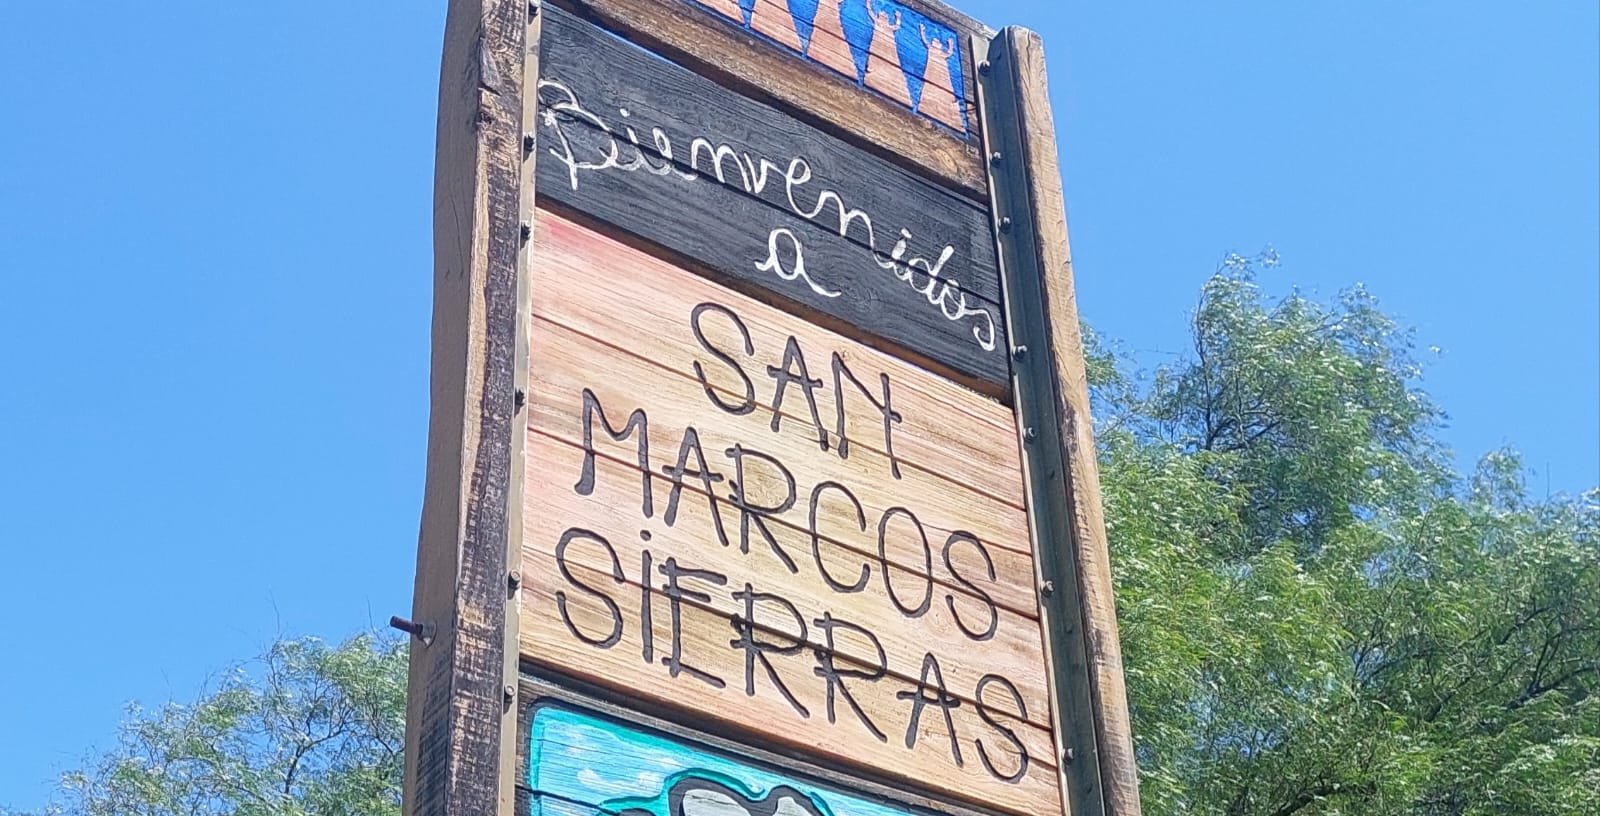 Bienvenidos
a
SAN
MARCOS
SiERRAS